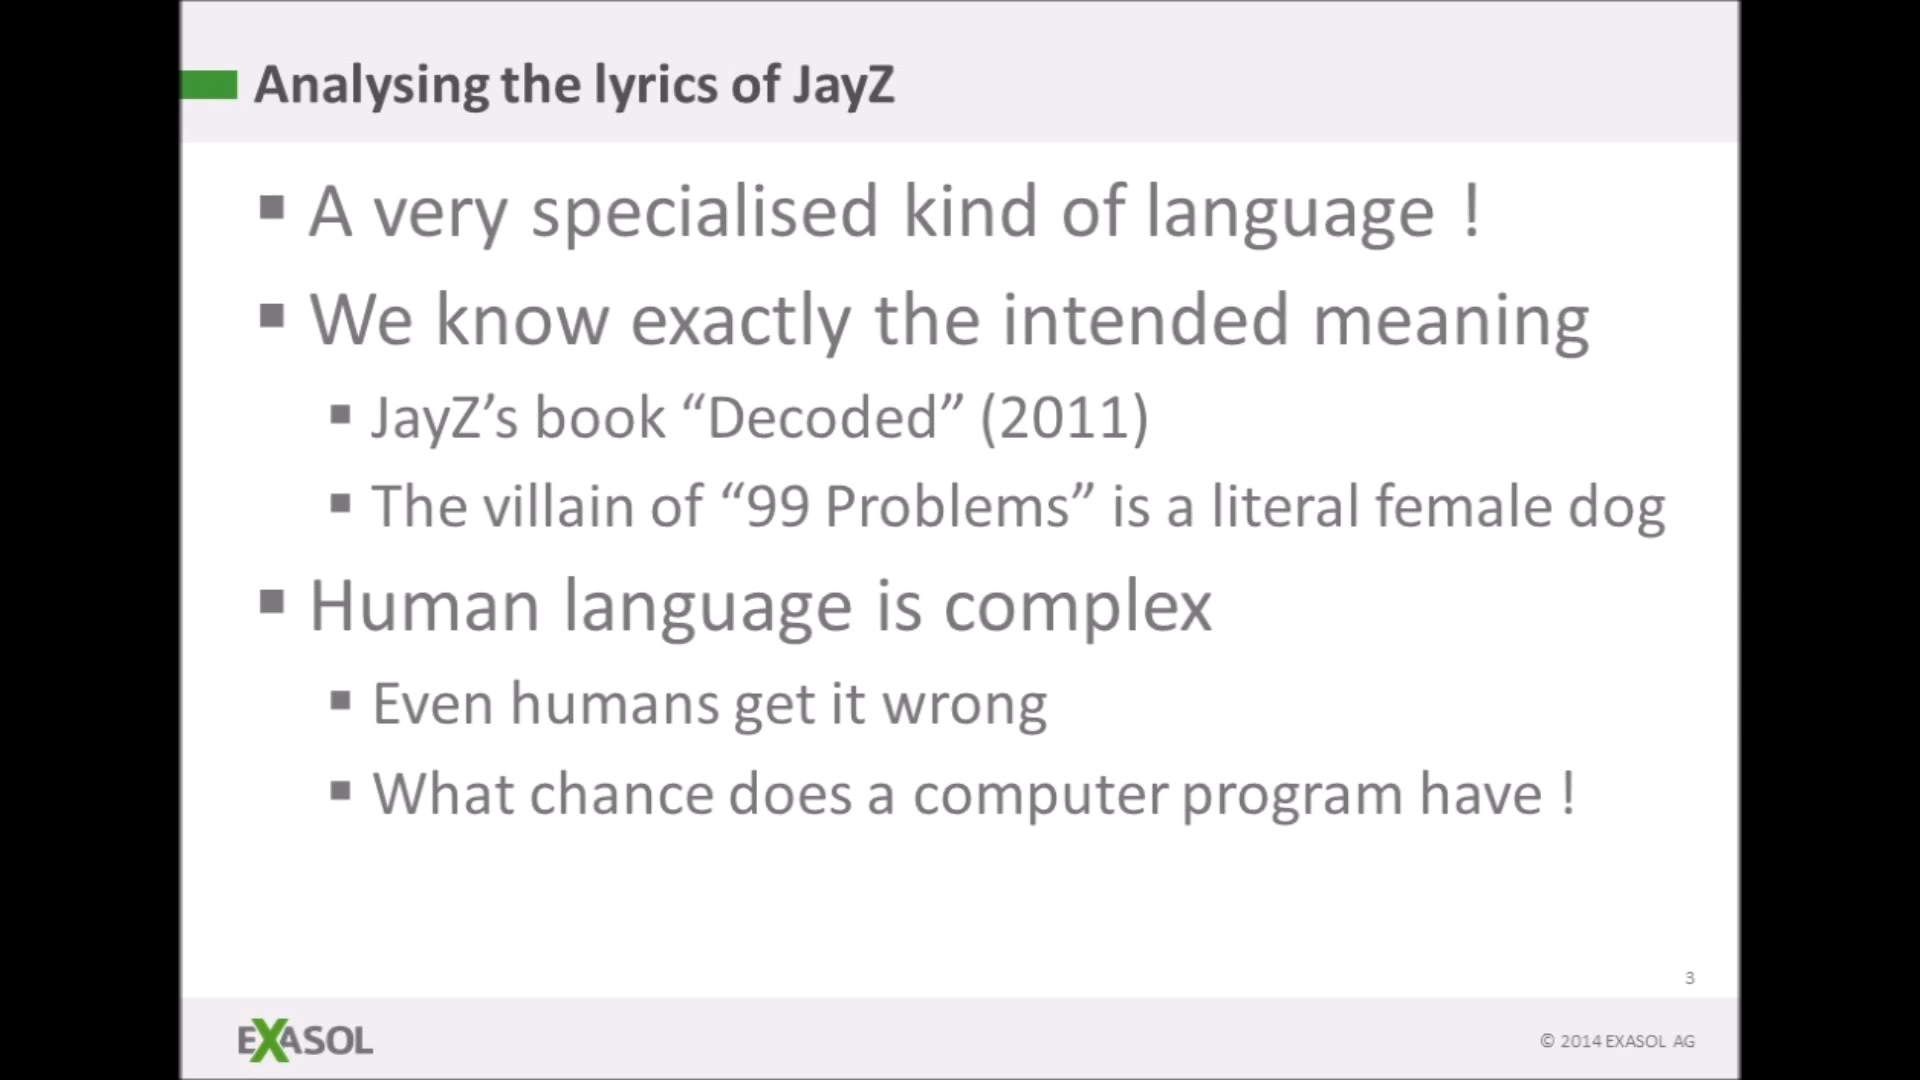 Analysing the lyrics of JayZ
A very specialised kind of language !
We know exactly the intended meaning
JayZ’s book “Decoded” (2011)
The villain of “99 Problems” is a literal female dog
Human language is complex
Even humans get it wrong
What chance does a computer program have !
3
EXASOL
© 2014 EXASOL AG